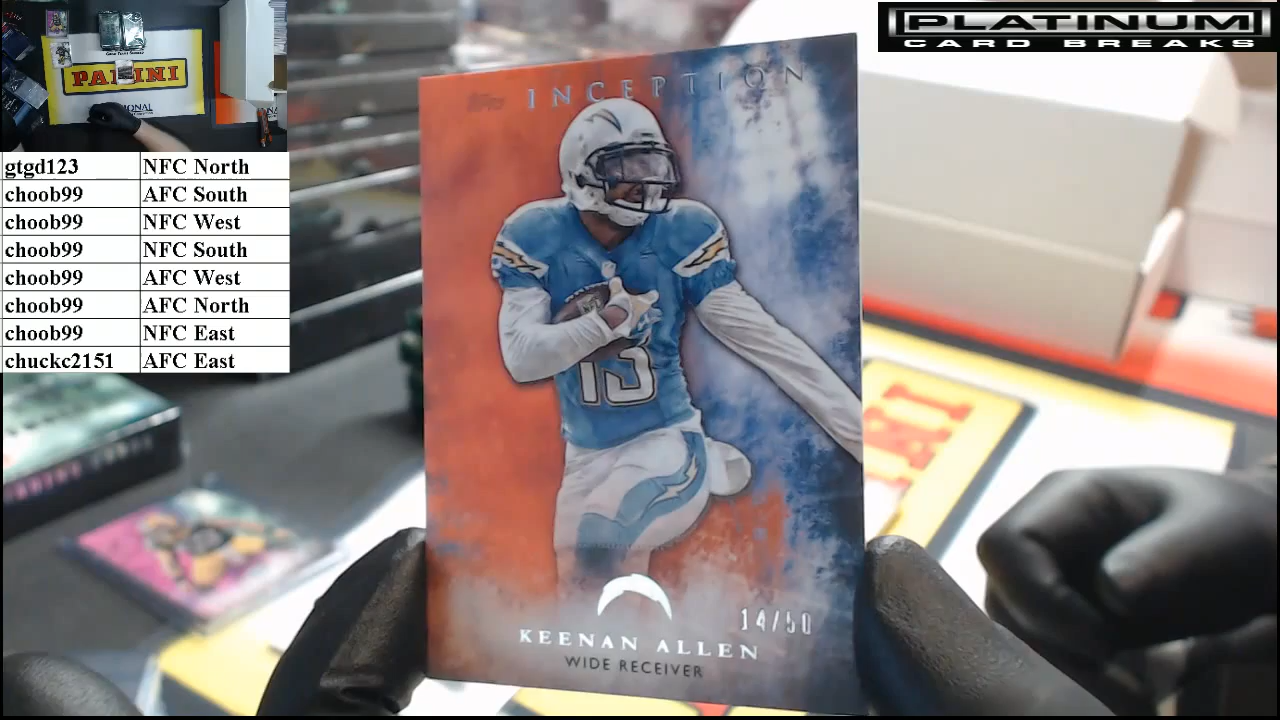 PLATINUM
CARD BREAKS
PANINI
gtgd123 NFC North
choob99 AFC South
choob99 NFC West
choob99 NFC South
choob99 AFC West
choob99 AFC North
choob99 NFC East
chuckc2151 AFC East
Topps INCEPTION
13
14/50
KEENAN ALLEN
WIDE RECEIVER